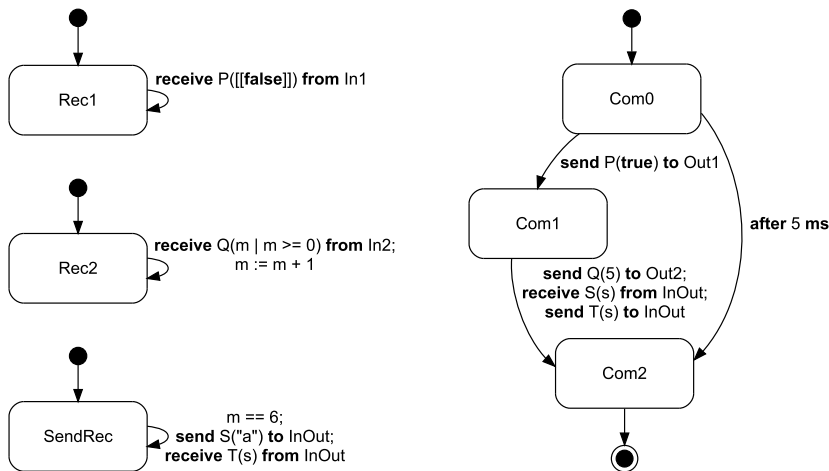 receive P([[false]]) from In1
Rec1
receive Q(m | m >= 0) from In2;
m := m + 1
Rec2
m == 6;
send S("a") to InOut;
receive T(s) from InOut
SendRec
Com0
send P(true) to Out1
Com1
after 5 ms
send Q(5) to Out2;
receive S(s) from InOut;
send T(s) to InOut
Com2